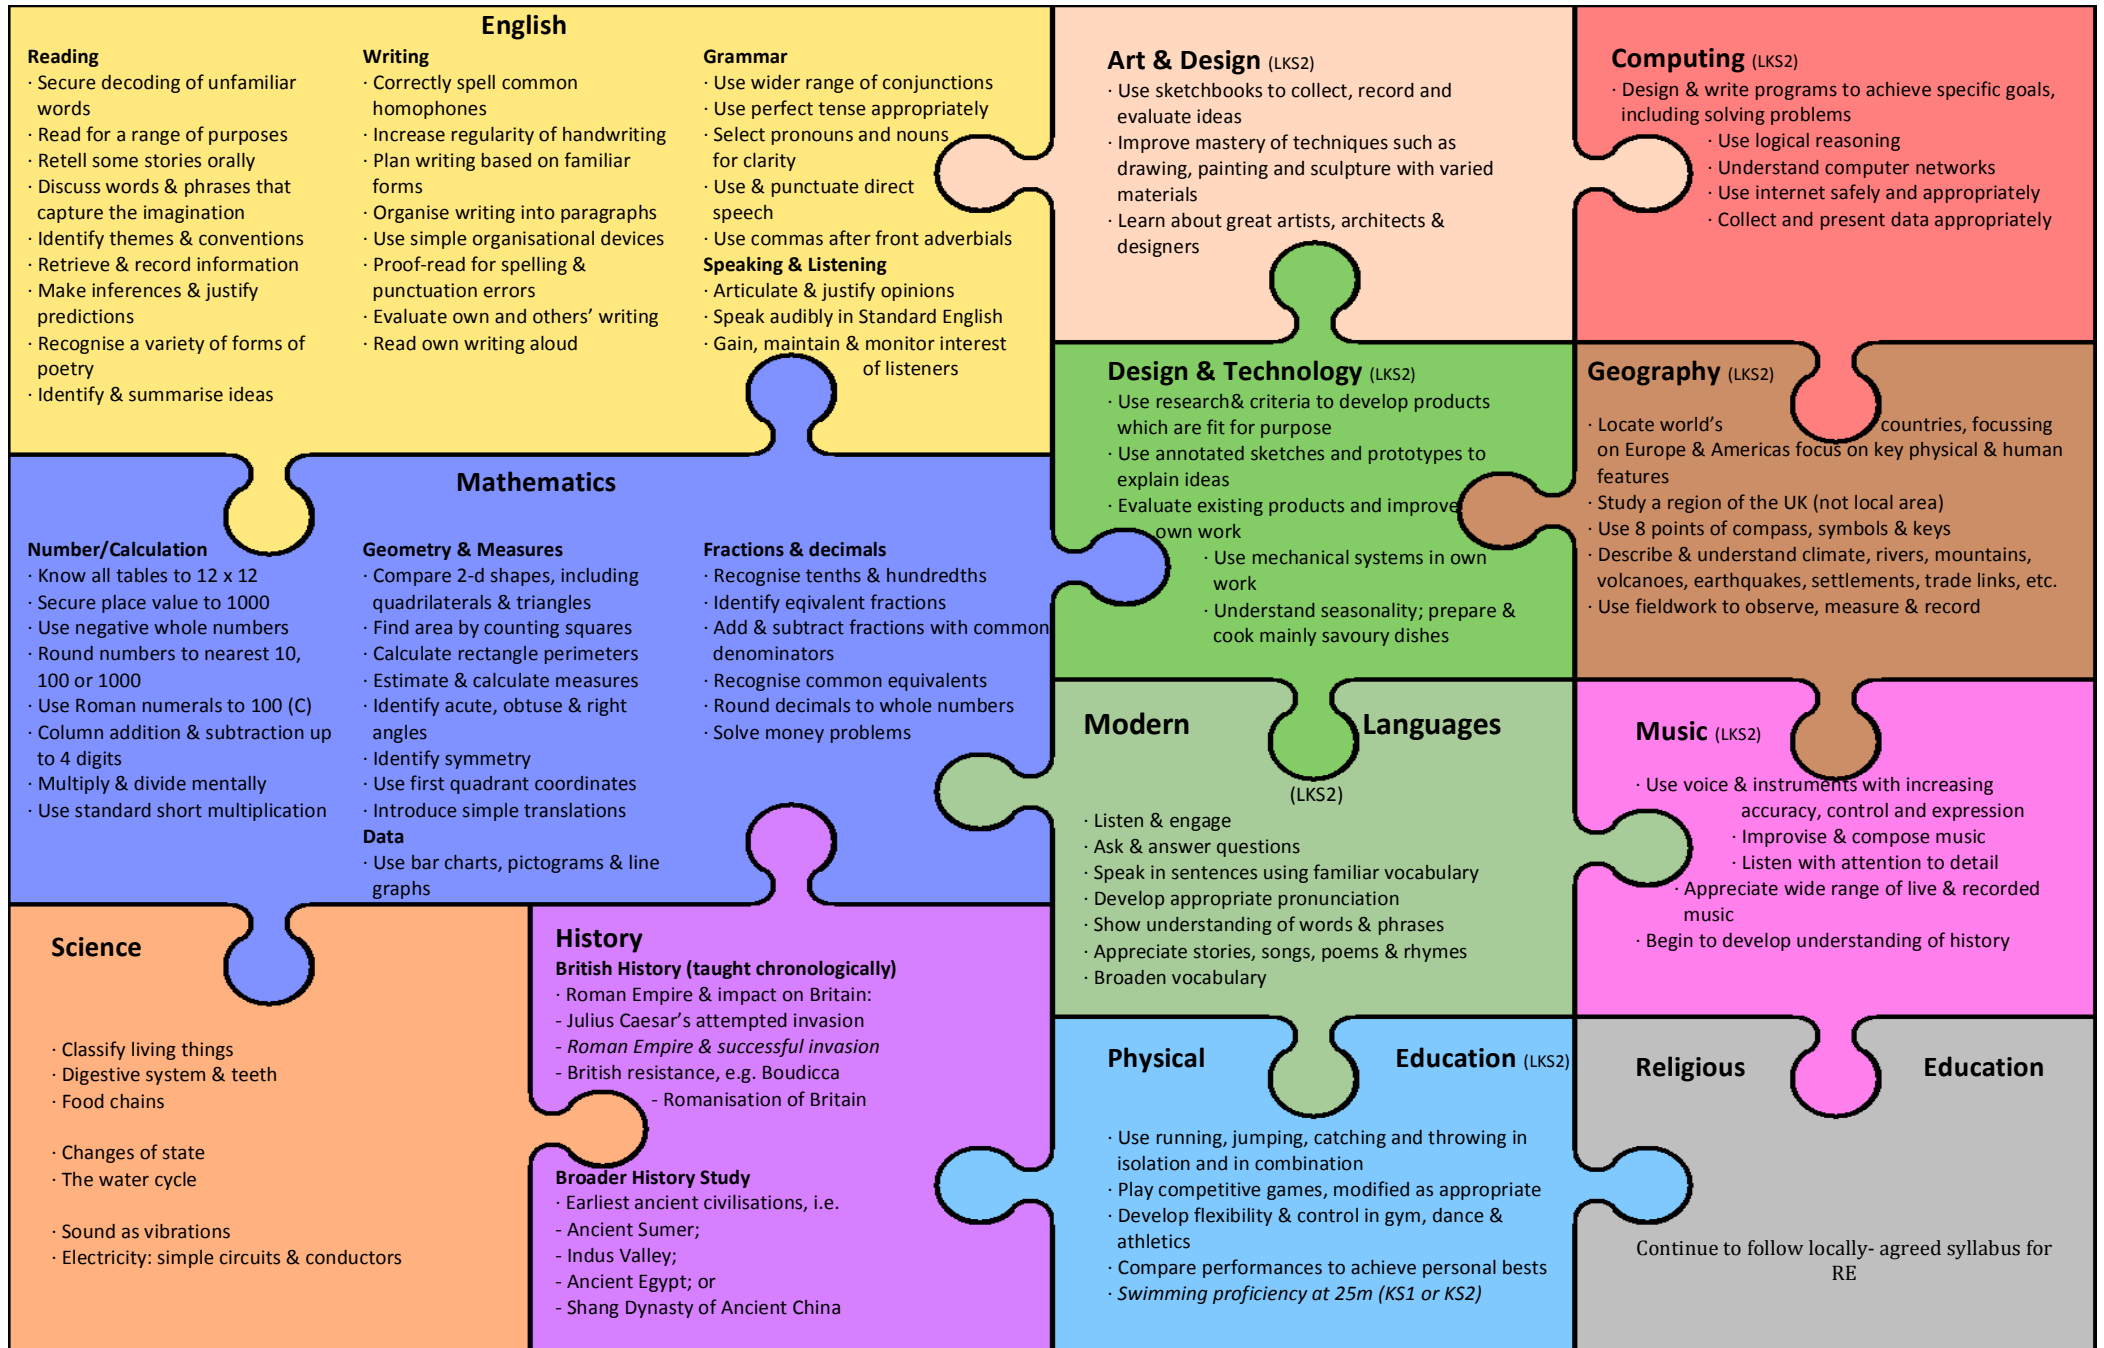 English
Reading
· Secure decoding of unfamiliar
words
· Read for a range of purposes
· Retell some stories orally
· Discuss words & phrases that
capture the imagination
· Identify themes & conventions
· Retrieve & record information
· Make inferences & justify
predictions
· Recognise a variety of forms of
poetry
· Identify & summarise ideas
Writing
· Correctly spell common
homophones
· Increase regularity of handwriting
· Plan writing based on familiar
forms
· Organise writing into paragraphs
· Use simple organisational devices
· Proof-read for spelling &
punctuation errors
· Evaluate own and others’ writing
· Read own writing aloud
Grammar
· Use wider range of conjunctions
· Use perfect tense appropriately
· Select pronouns and nouns
for clarity
· Use & punctuate direct
speech
· Use commas after front adverbials
Speaking & Listening
· Articulate & justify opinions
· Speak audibly in Standard English
· Gain, maintain & monitor interest
of listeners
Art & Design (LKS2)
· Use sketchbooks to collect, record and
evaluate ideas
· Improve mastery of techniques such as
drawing, painting and sculpture with varied
materials
· Learn about great artists, architects &
designers
Computing (LKS2)
· Design & write programs to achieve specific goals,
including solving problems
· Use logical reasoning
· Understand computer networks
· Use internet safely and appropriately
· Collect and present data appropriately
Design & Technology (LKS2)
· Use research& criteria to develop products
which are fit for purpose
· Use annotated sketches and prototypes to
explain ideas
· Evaluate existing products and improve
own work
· Use mechanical systems in own
work
· Understand seasonality; prepare &
cook mainly savoury dishes
Geography (LKS2)
· Locate world’s countries, focussing
on Europe & Americas focus on key physical & human
features
· Study a region of the UK (not local area)
· Use 8 points of compass, symbols & keys
· Describe & understand climate, rivers, mountains,
volcanoes, earthquakes, settlements, trade links, etc.
· Use fieldwork to observe, measure & record
Mathematics
Number/Calculation
· Know all tables to 12 x 12
· Secure place value to 1000
· Use negative whole numbers
· Round numbers to nearest 10,
100 or 1000
· Use Roman numerals to 100 (C)
· Column addition & subtraction up
to 4 digits
· Multiply & divide mentally
· Use standard short multiplication
Geometry & Measures
· Compare 2-d shapes, including
quadrilaterals & triangles
· Find area by counting squares
· Calculate rectangle perimeters
· Estimate & calculate measures
· Identify acute, obtuse & right
angles
· Identify symmetry
· Use first quadrant coordinates
· Introduce simple translations
Data
· Use bar charts, pictograms & line
graphs
Fractions & decimals
· Recognise tenths & hundredths
· Identify eqivalent fractions
· Add & subtract fractions with common
denominators
· Recognise common equivalents
· Round decimals to whole numbers
· Solve money problems
Modern Languages
(LKS2)
· Listen & engage
· Ask & answer questions
· Speak in sentences using familiar vocabulary
· Develop appropriate pronunciation
· Show understanding of words & phrases
· Appreciate stories, songs, poems & rhymes
· Broaden vocabulary
Music (LKS2)
· Use voice & instruments with increasing
accuracy, control and expression
· Improvise & compose music
· Listen with attention to detail
· Appreciate wide range of live & recorded
music
· Begin to develop understanding of history
Science
· Classify living things
· Digestive system & teeth
· Food chains
· Changes of state
· The water cycle
· Sound as vibrations
· Electricity: simple circuits & conductors
History
British History (taught chronologically)
· Roman Empire & impact on Britain:
- Julius Caesar’s attempted invasion
- Roman Empire & successful invasion
- British resistance, e.g. Boudicca
- Romanisation of Britain
Broader History Study
· Earliest ancient civilisations, i.e.
- Ancient Sumer;
- Indus Valley;
- Ancient Egypt; or
- Shang Dynasty of Ancient China
Physical Education (LKS2)
· Use running, jumping, catching and throwing in
isolation and in combination
· Play competitive games, modified as appropriate
· Develop flexibility & control in gym, dance &
athletics
· Compare performances to achieve personal bests
· Swimming proficiency at 25m (KS1 or KS2)
Religious Education
Continue to follow locally- agreed syllabus for
RE